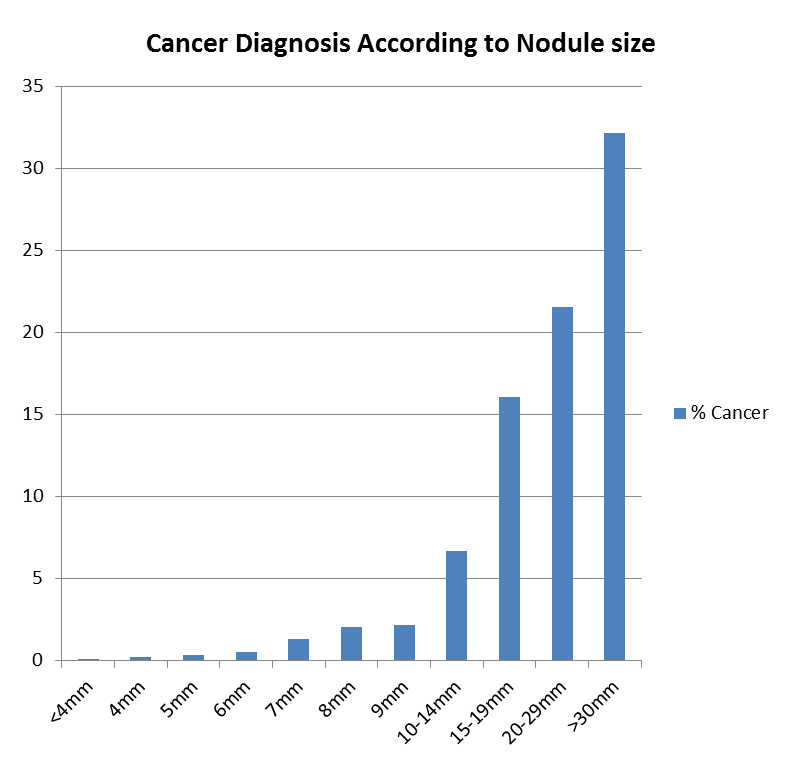 Cancer Diagnosis According to Nodule size
35
30
25
20
15
10
5
0
<4mm
4mm
5mm
6mm
7mm
8mm
9mm
10-14mm
15-19mm
20-29mm
>30mm
% Cancer